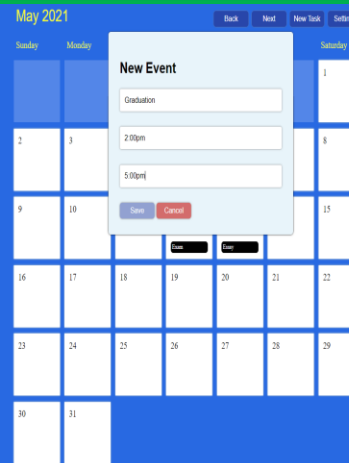 May 2021
Back Next New Task Settin
Sunday Monday Saturday
New Event
Graduation
2:00pm
5:00pm
Save Cancel
1
2 3 8
9 10 15
Exam Essay
16 17 18 19 20 21 22
23 24 25 26 27 28 29
30 31